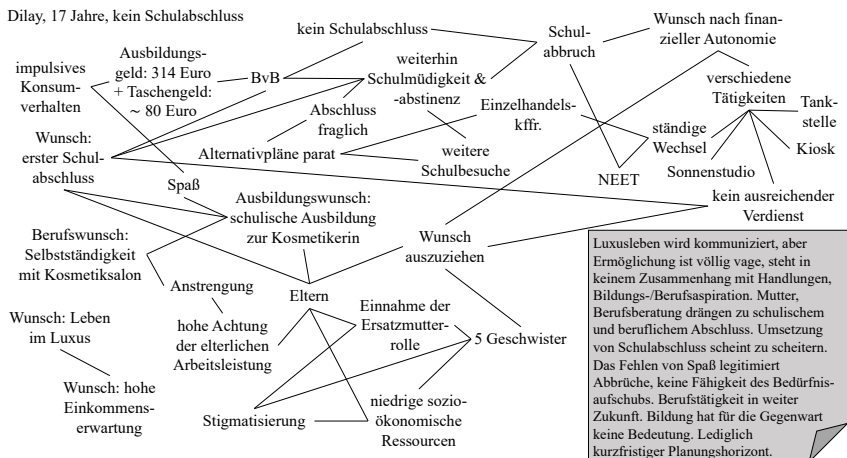 Dilay, 17 Jahre, kein Schulabschluss
kein Schulabschluss
Schul-
abbruch
Wunsch nach finan-
zieller Autonomie
impulsives
Konsum-
verhalten
Ausbildungs-
geld: 314 Euro
+ Taschengeld:
~ 80 Euro
BvB
weiterhin
Schulmüdigkeit &
-abstinenz
verschiedene
Tätigkeiten
Abschluss
fraglich
Einzelhandels-
kffr.
Tank-
stelle
Wunsch:
erster Schul-
abschluss
Alternativpläne parat
weitere
Schulbesuche
ständige
Wechsel
Kiosk
Sonnenstudio
NEET
Spaß
kein ausreichender
Verdienst
Ausbildungswunsch:
schulische Ausbildung
zur Kosmetikerin
Berufswunsch:
Selbstständigkeit
mit Kosmetiksalon
Wunsch
auszuziehen
Anstrengung
Eltern
Einnahme der
Ersatzmutter-
rolle
Wunsch: Leben
im Luxus
hohe Achtung
der elterlichen
Arbeitsleistung
5 Geschwister
Wunsch: hohe
Einkommens-
erwartung
Stigmatisierung
niedrige sozio-
ökonomische
Ressourcen
Luxusleben wird kommuniziert, aber
Ermöglichung ist völlig vage, steht in
keinem Zusammenhang mit Handlungen,
Bildungs-/Berufsaspiration. Mutter,
Berufsberatung drängen zu schulischem
und beruflichem Abschluss. Umsetzung
von Schulabschluss scheint zu scheitern.
Das Fehlen von Spaß legitimiert
Abbrüche, keine Fähigkeit des Bedürfnis-
aufschubs. Berufstätigkeit in weiter
Zukunft. Bildung hat für die Gegenwart
keine Bedeutung. Lediglich
kurzfristiger Planungshorizont.